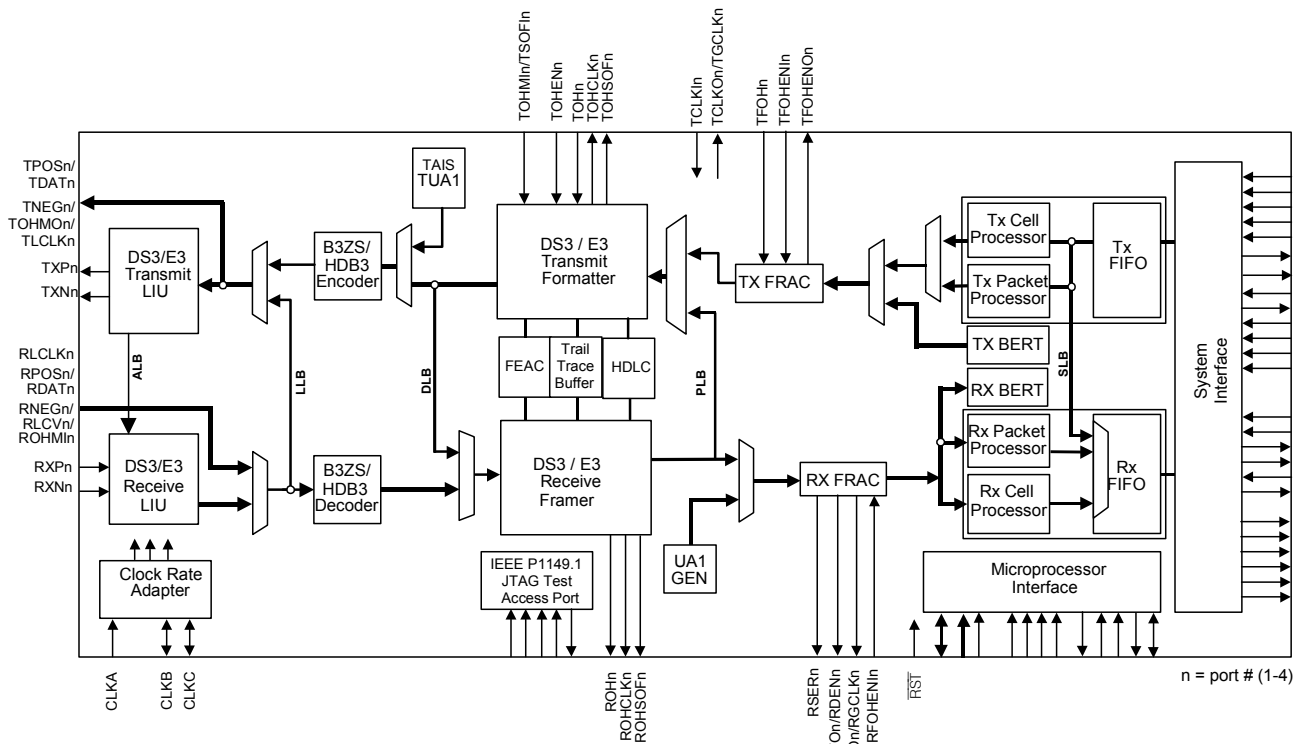 TOHMIn/TSOFIn
TOHENn
TOHn
TOHCLKn
TOHSOFn
TCLKIn
TCLKOn/TGCLKn
TFOHn
TFOHENIn
TFOHENOn
TPOSn/
TDATn
TNEGn/
TOHMOn/
TLCLKn
TXPn
TXNn
RLCLKn
RPOSn/
RDATn
RNEGn/
RLCVn/
ROHMIn
RXPn
RXNn
DS3/E3
Transmit
LIU
TAIS
TUA1
B3ZS/
HDB3
Encoder
DS3 / E3
Transmit
Formatter
TX FRAC
Tx Cell
Processor
Tx Packet
Processor
Tx
FIFO
TX BERT
System
Interface
ALB
LLB
DLB
FEAC
Trail
Trace
Buffer
HDLC
PLB
SLB
RX BERT
Rx Packet
Processor
Rx Cell
Processor
Rx
FIFO
DS3/E3
Receive
LIU
B3ZS/
HDB3
Decoder
DS3 / E3
Receive
Framer
RX FRAC
UA1
GEN
Clock Rate
Adapter
IEEE P1149.1
JTAG Test
Access Port
Microprocessor
Interface
CLKA
CLKB
CLKC
ROHn
ROHCLKn
ROHSOFn
RSERn
On/RDENn
On/RGCLKn
RFOHENIn
RST
n = port # (1-4)